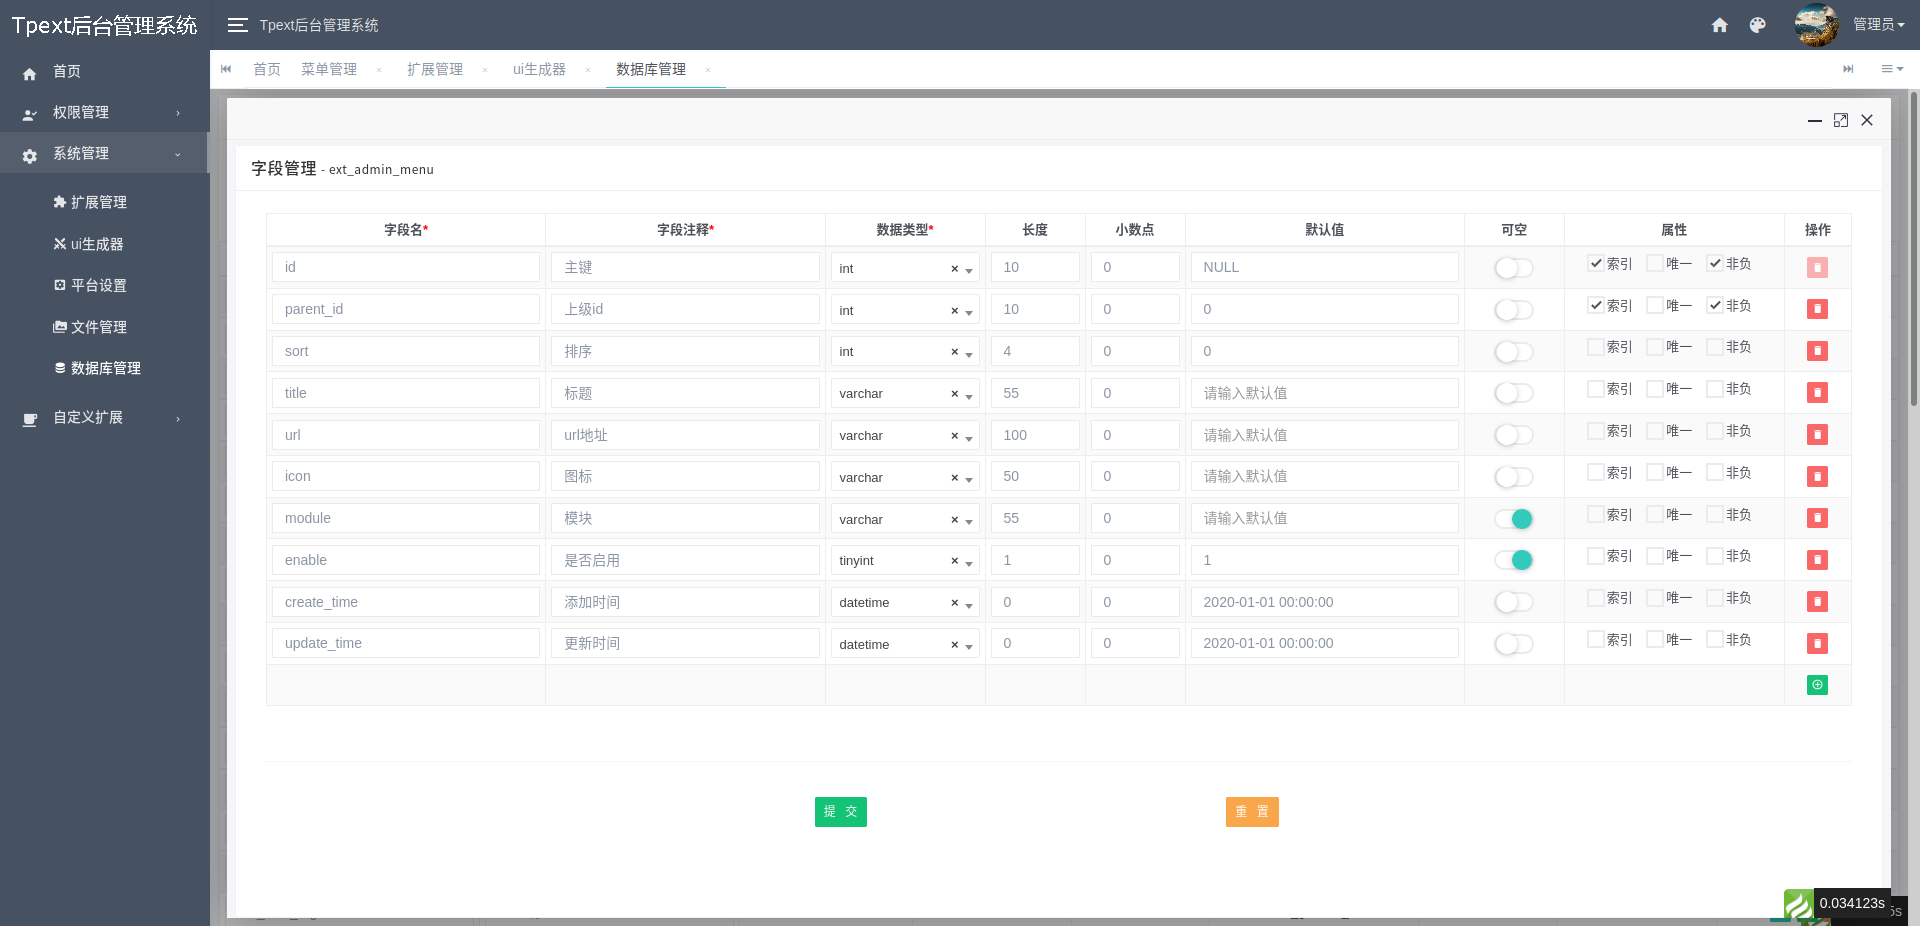 Tpext后台管理系统
Tpext后台管理系统
管理员
首页
权限管理
系统管理
扩展管理
ui生成器
平台设置
文件管理
数据库管理
自定义扩展
首页 菜单管理 × 扩展管理 × ui生成器 × 数据库管理 ×
字段管理 - ext_admin_menu
字段名* 字段注释* 数据类型* 长度 小数点 默认值 可空 属性 操作
id 主键 int × 10 0 NULL 索引 唯一 非负
parent_id 上级id int × 10 0 0 索引 唯一 非负
sort 排序 int × 4 0 0 索引 唯一 非负
title 标题 varchar × 55 0 请输入默认值 索引 唯一 非负
url url地址 varchar × 100 0 请输入默认值 索引 唯一 非负
icon 图标 varchar × 50 0 请输入默认值 索引 唯一 非负
module 模块 varchar × 55 0 请输入默认值 索引 唯一 非负
enable 是否启用 tinyint × 1 0 1 索引 唯一 非负
create_time 添加时间 datetime × 0 0 2020-01-01 00:00:00 索引 唯一 非负
update_time 更新时间 datetime × 0 0 2020-01-01 00:00:00 索引 唯一 非负
提 交 重 置
0.034123s